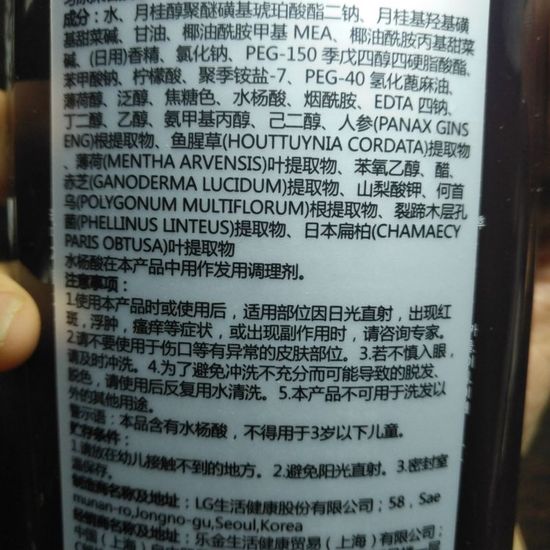 成分：水、月桂醇聚醚磺基琥珀酸酯二钠、月桂基羟基磺
基甜菜碱、甘油、椰油酰胺甲基 MEA、椰油酰胺丙基甜菜
碱、(日用)香精、氯化钠、PEG-150 季戊四醇四硬脂酸酯、
苯甲酸钠、柠檬酸、聚季铵盐-7、PEG-40 氢化蓖麻油、
薄荷醇、泛醇、焦糖色、水杨酸、烟酰胺、EDTA 四钠、
丁二醇、乙醇、氨甲基丙醇、己二醇、人参(PANAX GINS
ENG)根提取物、鱼腥草(HOUTTUYNIA CORDATA)提取物
、薄荷(MENTHA ARVENSIS)叶提取物、苯氧乙醇、醋、
赤芝(GANODERMA LUCIDUM)提取物、山梨酸钾、何首
乌(POLYGONUM MULTIFLORUM)根提取物、裂蹄木层孔
菌(PHELLINUS LINTEUS)提取物、日本扁柏(CHAMAECY
PARIS OBTUSA)叶提取物
水杨酸在本产品中用作发用调理剂。
注意事项：
1.使用本产品时或使用后，适用部位因日光直射，出现红
斑，浮肿，瘙痒等症状，或出现副作用时，请咨询专家。
2.请不要使用于伤口等有异常的皮肤部位。3.若不慎入眼，
请及时冲洗。4.为了避免冲洗不充分而可能导致的脱发、
脱色，请使用后反复用水清洗。5.本产品不可用于洗发以
外的其他用途。
警示语：本品含有水杨酸，不得用于3岁以下儿童。
贮存条件：
1.请放在幼儿接触不到的地方。2.避免阳光直射。3.密封室
温保存。
制造商名称及地址：LG生活健康股份有限公司；58，Sae
munan-ro,Jongno-gu,Seoul,Korea
经销商名称及地址：乐金生活健康贸易（上海）有限公司
中国（上海）自